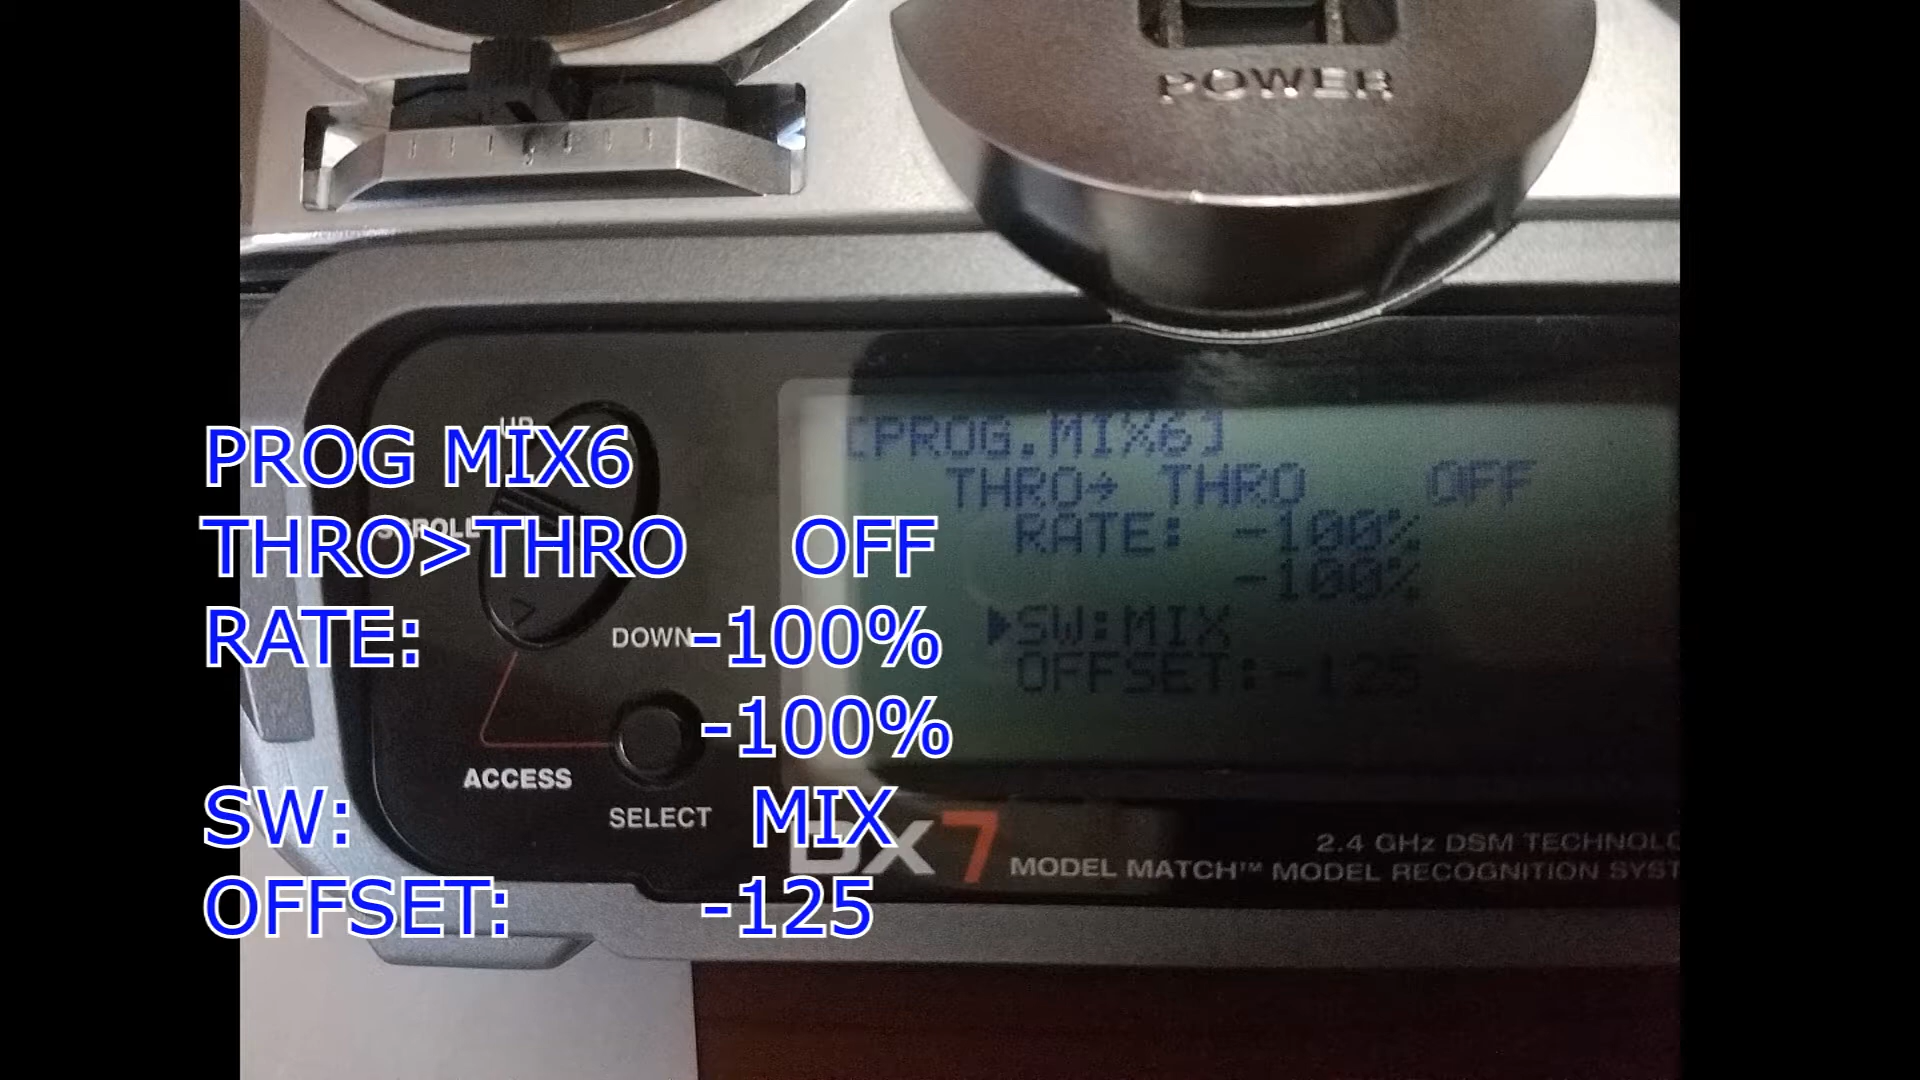 POWER
UP
SCROLL
DOWN
ACCESS
SELECT
[PROG.MIX6]
THRO→ THRO OFF
RATE: -100%
-100%
▶SW:MIX
OFFSET:-125
DX7
2.4 GHz DSM TECHNOLO
MODEL MATCH™ MODEL RECOGNITION SYST
PROG MIX6
THRO>THRO OFF
RATE: -100%
-100%
SW: MIX
OFFSET: -125